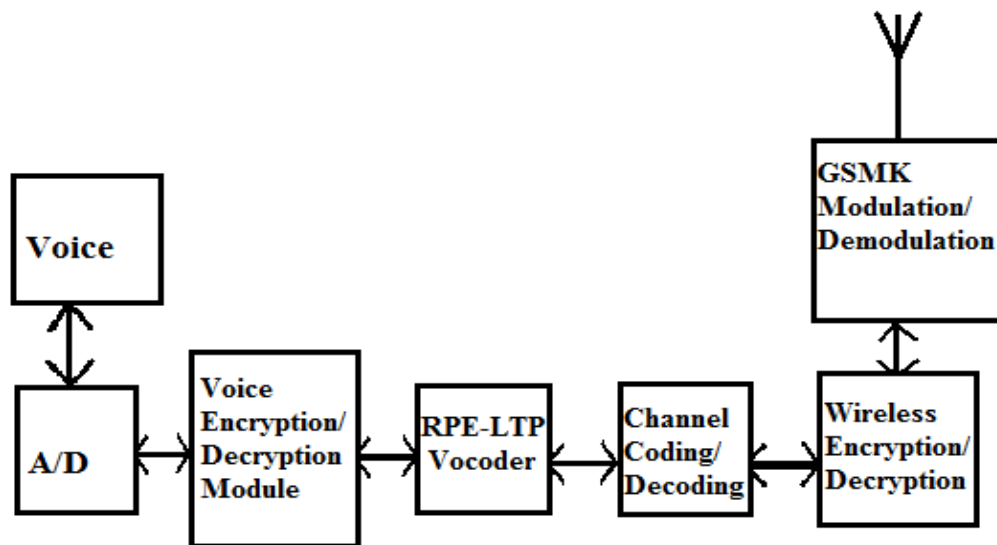 Voice
A/D
Voice
Encryption/
Decryption
Module
RPE-LTP
Vocoder
Channel
Coding/
Decoding
Wireless
Encryption/
Decryption
GSMK
Modulation/
Demodulation